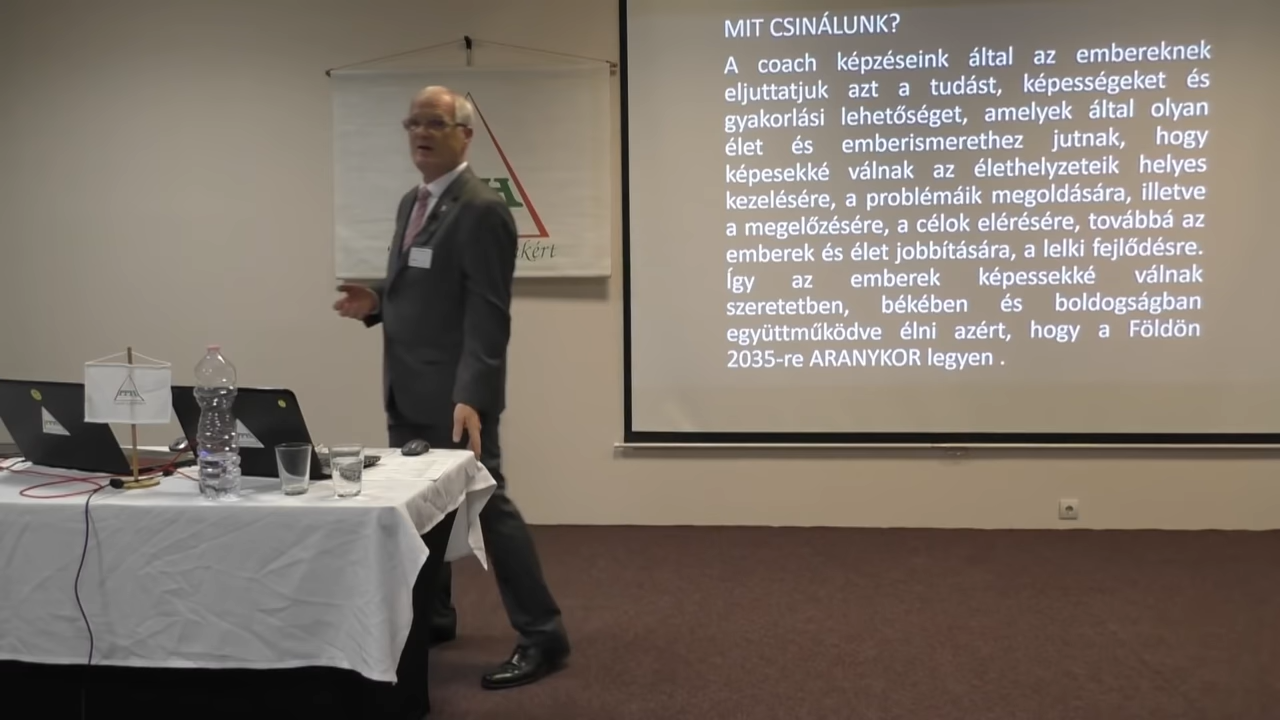 MIT CSINÁLUNK?
A coach képzéseink által az embereknek
eljuttatjuk azt a tudást, képességeket és
gyakorlási lehetőséget, amelyek által olyan
élet és emberismerethez jutnak, hogy
képesekké válnak az élethelyzeteik helyes
kezelésére, a problémáik megoldására, illetve
a megelőzésére, a célok elérésére, továbbá az
emberek és élet jobbítására, a lelki fejlődésre.
Így az emberek képessekké válnak
szeretetben, békében és boldogságban
együttműködve élni azért, hogy a Földön
2035-re ARANYKOR legyen .